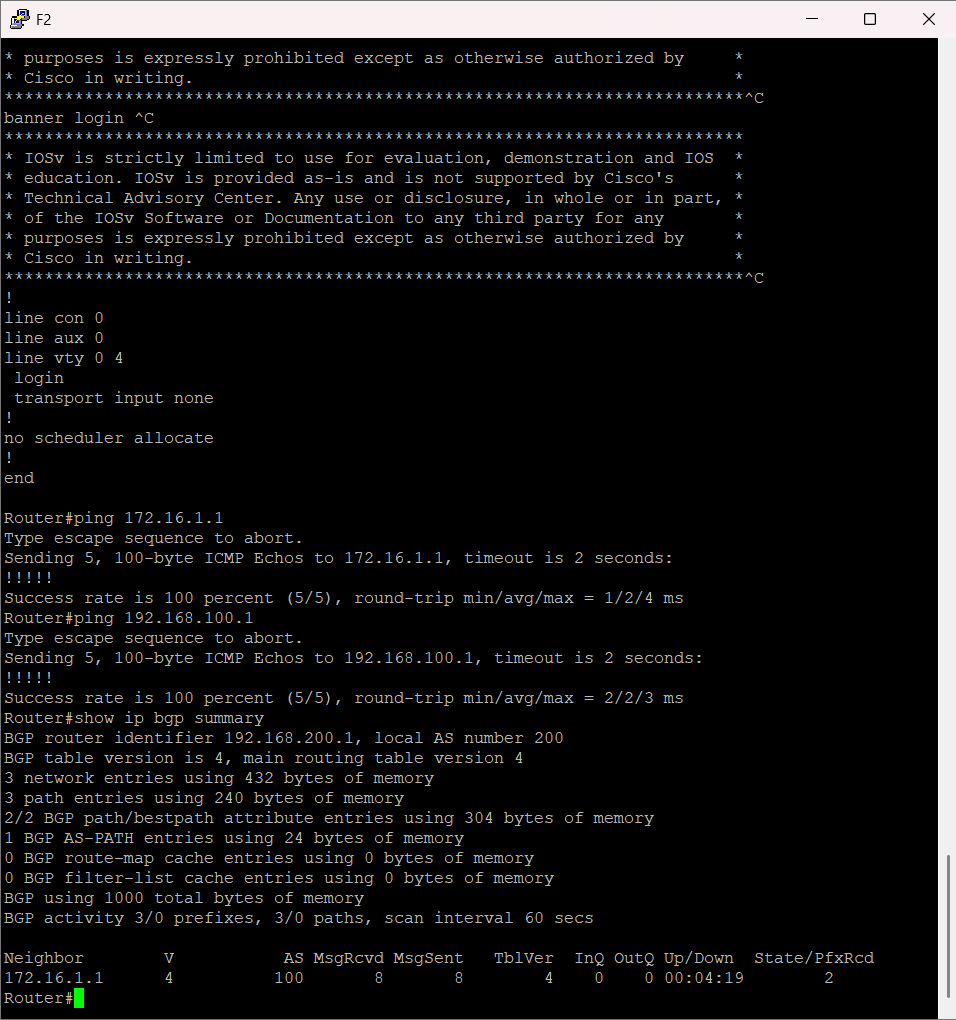 F2
* purposes is expressly prohibited except as otherwise authorized by     *
* Cisco in writing.                                                      *
**************************************************************************^C
banner login ^C
**************************************************************************
* IOSv is strictly limited to use for evaluation, demonstration and IOS  *
* education. IOSv is provided as-is and is not supported by Cisco's      *
* Technical Advisory Center. Any use or disclosure, in whole or in part, *
* of the IOSv Software or Documentation to any third party for any       *
* purposes is expressly prohibited except as otherwise authorized by     *
* Cisco in writing.                                                      *
**************************************************************************^C
!
line con 0
line aux 0
line vty 0 4
 login
 transport input none
!
no scheduler allocate
!
end

Router#ping 172.16.1.1
Type escape sequence to abort.
Sending 5, 100-byte ICMP Echos to 172.16.1.1, timeout is 2 seconds:
!!!!!
Success rate is 100 percent (5/5), round-trip min/avg/max = 1/2/4 ms
Router#ping 192.168.100.1
Type escape sequence to abort.
Sending 5, 100-byte ICMP Echos to 192.168.100.1, timeout is 2 seconds:
!!!!!
Success rate is 100 percent (5/5), round-trip min/avg/max = 2/2/3 ms
Router#show ip bgp summary
BGP router identifier 192.168.200.1, local AS number 200
BGP table version is 4, main routing table version 4
3 network entries using 432 bytes of memory
3 path entries using 240 bytes of memory
2/2 BGP path/bestpath attribute entries using 304 bytes of memory
1 BGP AS-PATH entries using 24 bytes of memory
0 BGP route-map cache entries using 0 bytes of memory
0 BGP filter-list cache entries using 0 bytes of memory
BGP using 1000 total bytes of memory
BGP activity 3/0 prefixes, 3/0 paths, scan interval 60 secs

Neighbor        V           AS MsgRcvd MsgSent   TblVer  InQ OutQ Up/Down  State/PfxRcd
172.16.1.1      4          100       8       8        4    0    0 00:04:19        2
Router#